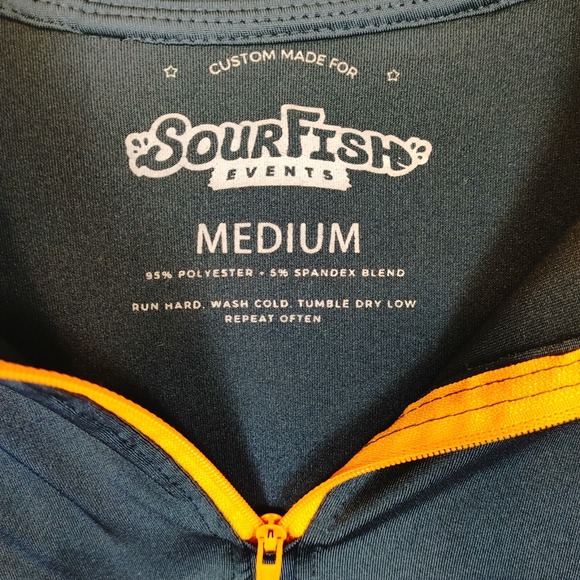 CUSTOM MADE FOR
SOURFISH
EVENTS
MEDIUM
95% POLYESTER • 5% SPANDEX BLEND
RUN HARD. WASH COLD. TUMBLE DRY LOW
REPEAT OFTEN